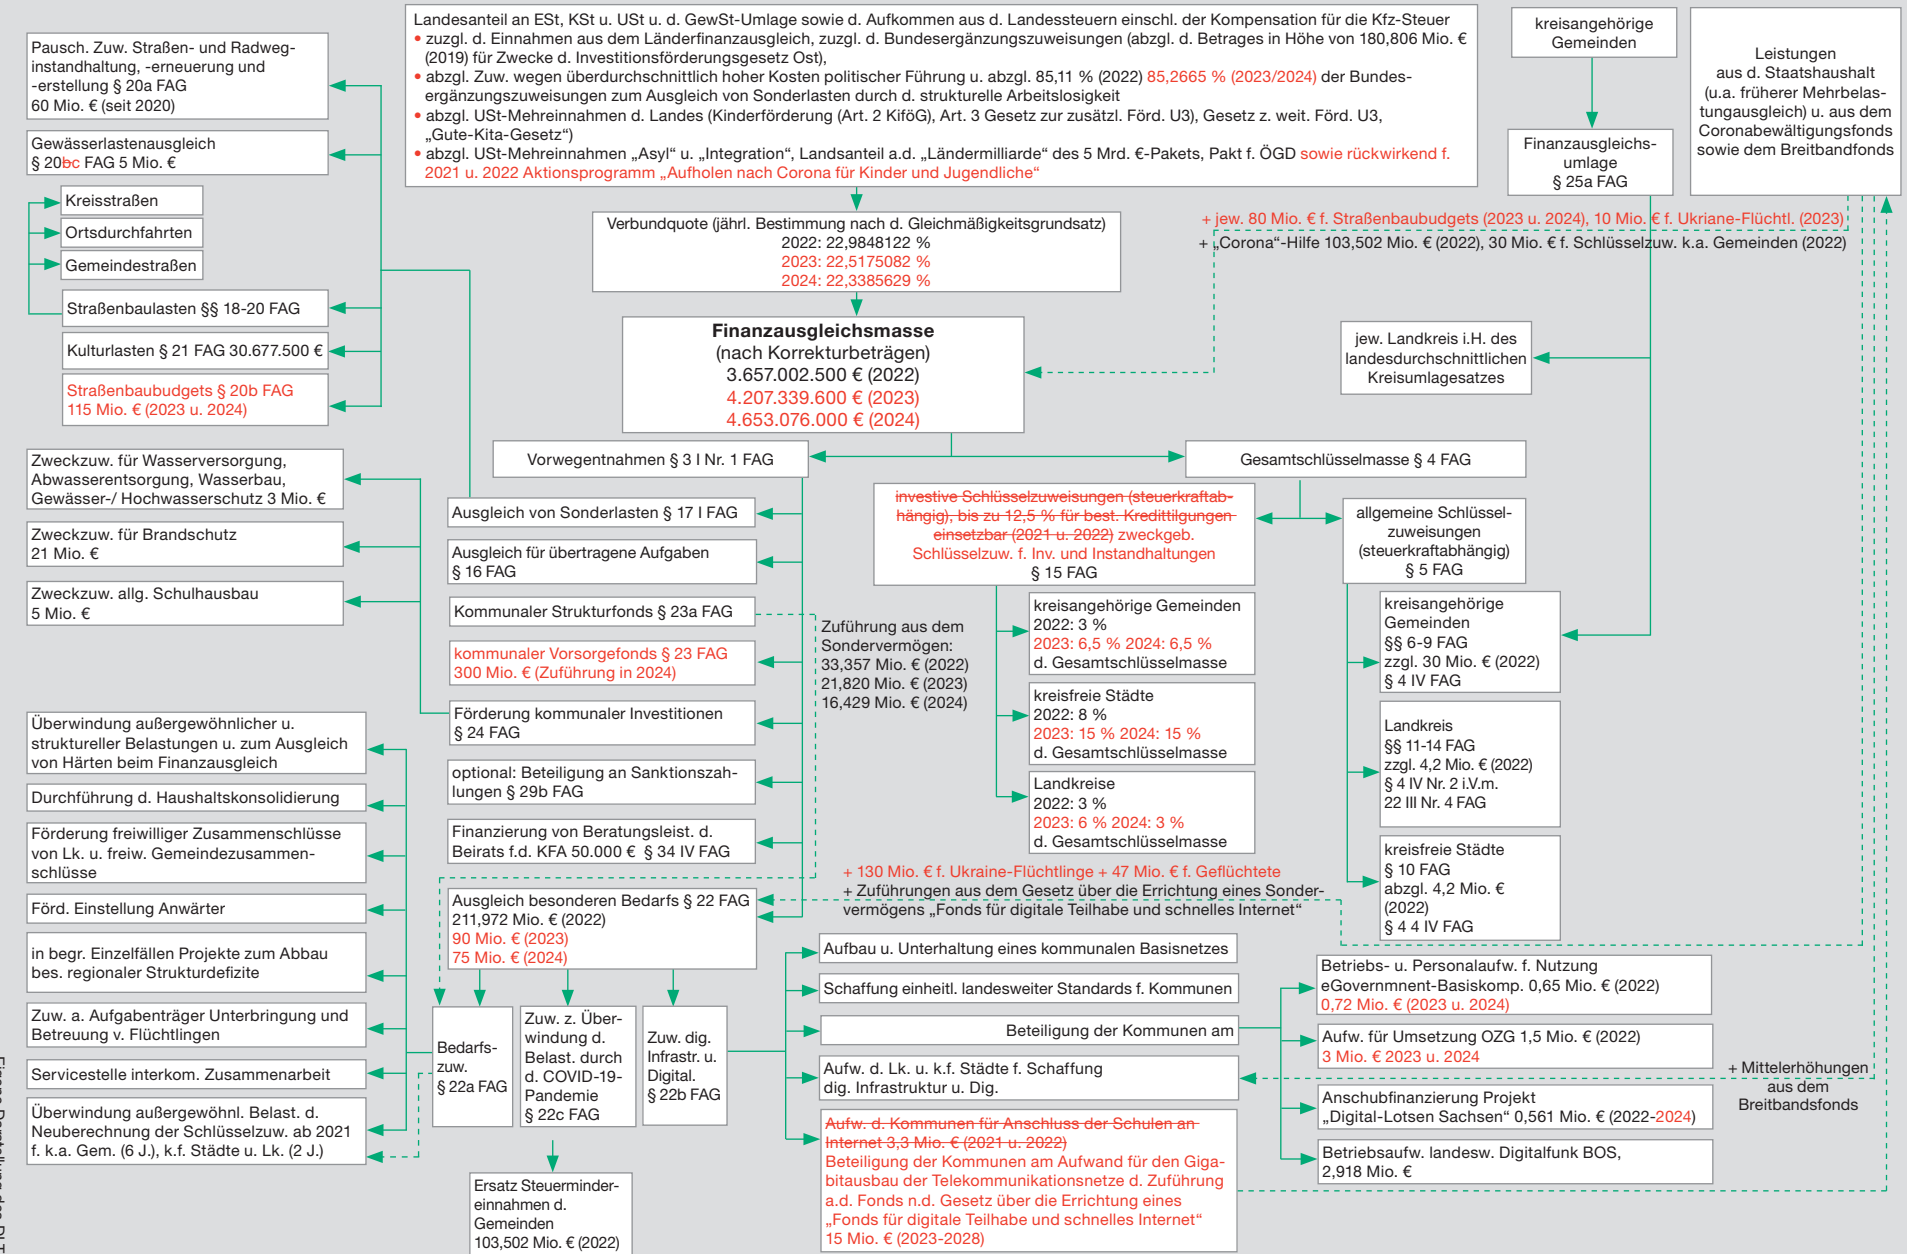 Landesanteil an ESt, KSt u. USt u. d. GewSt-Umlage sowie d. Aufkommen aus d. Landessteuern einschl. der Kompensation für die Kfz-Steuer
• zuzgl. d. Einnahmen aus dem Länderfinanzausgleich, zuzgl. d. Bundesergänzungszuweisungen (abzgl. d. Betrages in Höhe von 180,806 Mio. €
(2019) für Zwecke d. Investitionsförderungsgesetz Ost),
• abzgl. Zuw. wegen überdurchschnittlich hoher Kosten politischer Führung u. abzgl. 85,11 % (2022) 85,2665 % (2023/2024) der Bundes-
ergänzungszuweisungen zum Ausgleich von Sonderlasten durch d. strukturelle Arbeitslosigkeit
• abzgl. USt-Mehreinnahmen d. Landes (Kinderförderung (Art. 2 KiföG), Art. 3 Gesetz zur zusätzl. Förd. U3), Gesetz z. weit. Förd. U3,
„Gute-Kita-Gesetz“)
• abzgl. USt-Mehreinnahmen „Asyl“ u. „Integration“, Landsanteil a.d. „Ländermilliarde“ des 5 Mrd. €-Pakets, Pakt f. ÖGD sowie rückwirkend f.
2021 u. 2022 Aktionsprogramm „Aufholen nach Corona für Kinder und Jugendliche“
kreisangehörige
Gemeinden
Leistungen
aus d. Staatshaushalt
(u.a. früherer Mehrbelas-
tungausgleich) u. aus dem
Coronabewältigungsfonds
sowie dem Breitbandfonds
Finanzausgleichs-
umlage
§ 25a FAG
Pausch. Zuw. Straßen- und Radweg-
instandhaltung, -erneuerung und
-erstellung § 20a FAG
60 Mio. € (seit 2020)
Gewässerlastenausgleich
§ 20bc FAG 5 Mio. €
Kreisstraßen
Ortsdurchfahrten
Gemeindestraßen
Straßenbaulasten §§ 18-20 FAG
Kulturlasten § 21 FAG 30.677.500 €
Straßenbaubudgets § 20b FAG
115 Mio. € (2023 u. 2024)
Verbundquote (jährl. Bestimmung nach d. Gleichmäßigkeitsgrundsatz)
2022: 22,9848122 %
2023: 22,5175082 %
2024: 22,3385629 %
+ jew. 80 Mio. € f. Straßenbaubudgets (2023 u. 2024), 10 Mio. € f. Ukriane-Flüchtl. (2023)
+ „Corona“-Hilfe 103,502 Mio. € (2022), 30 Mio. € f. Schlüsselzuw. k.a. Gemeinden (2022)
Finanzausgleichsmasse
(nach Korrekturbeträgen)
3.657.002.500 € (2022)
4.207.339.600 € (2023)
4.653.076.000 € (2024)
jew. Landkreis i.H. des
landesdurchschnittlichen
Kreisumlagesatzes
Vorwegentnahmen § 3 I Nr. 1 FAG
Gesamtschlüsselmasse § 4 FAG
Zweckzuw. für Wasserversorgung,
Abwasserentsorgung, Wasserbau,
Gewässer-/ Hochwasserschutz 3 Mio. €
Zweckzuw. für Brandschutz
21 Mio. €
Zweckzuw. allg. Schulhausbau
5 Mio. €
Ausgleich von Sonderlasten § 17 I FAG
Ausgleich für übertragene Aufgaben
§ 16 FAG
Kommunaler Strukturfonds § 23a FAG
kommunaler Vorsorgefonds § 23 FAG
300 Mio. € (Zuführung in 2024)
Förderung kommunaler Investitionen
§ 24 FAG
optional: Beteiligung an Sanktionszah-
lungen § 29b FAG
Finanzierung von Beratungsleist. d.
Beirats f.d. KFA 50.000 € § 34 IV FAG
Zuführung aus dem
Sondervermögen:
33,357 Mio. € (2022)
21,820 Mio. € (2023)
16,429 Mio. € (2024)
investive Schlüsselzuweisungen (steuerkraftab-
hängig), bis zu 12,5 % für best. Kredittilgungen
einsetzbar (2021 u. 2022) zweckgeb.
Schlüsselzuw. f. Inv. und Instandhaltungen
§ 15 FAG
kreisangehörige Gemeinden
2022: 3 %
2023: 6,5 % 2024: 6,5 %
d. Gesamtschlüsselmasse
kreisfreie Städte
2022: 8 %
2023: 15 % 2024: 15 %
d. Gesamtschlüsselmasse
Landkreise
2022: 3 %
2023: 6 % 2024: 3 %
d. Gesamtschlüsselmasse
allgemeine Schlüssel-
zuweisungen
(steuerkraftabhängig)
§ 5 FAG
kreisangehörige
Gemeinden
§§ 6-9 FAG
zzgl. 30 Mio. € (2022)
§ 4 IV FAG
Landkreis
§§ 11-14 FAG
zzgl. 4,2 Mio. € (2022)
§ 4 IV Nr. 2 i.V.m.
22 III Nr. 4 FAG
kreisfreie Städte
§ 10 FAG
abzgl. 4,2 Mio. €
(2022)
§ 4 4 IV FAG
+ 130 Mio. € f. Ukraine-Flüchtlinge + 47 Mio. € f. Geflüchtete
+ Zuführungen aus dem Gesetz über die Errichtung eines Sonder-
vermögens „Fonds für digitale Teilhabe und schnelles Internet“
Überwindung außergewöhnlicher u.
struktureller Belastungen u. zum Ausgleich
von Härten beim Finanzausgleich
Durchführung d. Haushaltskonsolidierung
Förderung freiwilliger Zusammenschlüsse
von Lk. u. freiw. Gemeindezusammen-
schlüsse
Förd. Einstellung Anwärter
in begr. Einzelfällen Projekte zum Abbau
bes. regionaler Strukturdefizite
Zuw. a. Aufgabenträger Unterbringung und
Betreuung v. Flüchtlingen
Servicestelle interkom. Zusammenarbeit
Überwindung außergewöhnl. Belast. d.
Neuberechnung der Schlüsselzuw. ab 2021
f. k.a. Gem. (6 J.), k.f. Städte u. Lk. (2 J.)
Ausgleich besonderen Bedarfs § 22 FAG
211,972 Mio. € (2022)
90 Mio. € (2023)
75 Mio. € (2024)
Bedarfs-
zuw.
§ 22a FAG
Zuw. z. Über-
windung d.
Belast. durch
d. COVID-19-
Pandemie
§ 22c FAG
Zuw. dig.
Infrastr. u.
Digital.
§ 22b FAG
Ersatz Steuerminder-
einnahmen d.
Gemeinden
103,502 Mio. € (2022)
Aufbau u. Unterhaltung eines kommunalen Basisnetzes
Schaffung einheitl. landesweiter Standards f. Kommunen
Beteiligung der Kommunen am
Aufw. d. Lk. u. k.f. Städte f. Schaffung
dig. Infrastruktur u. Dig.
Aufw. d. Kommunen für Anschluss der Schulen an
Internet 3,3 Mio. € (2021 u. 2022)
Beteiligung der Kommunen am Aufwand für den Giga-
bitausbau der Telekommunikationsnetze d. Zuführung
a.d. Fonds n.d. Gesetz über die Errichtung eines
„Fonds für digitale Teilhabe und schnelles Internet“
15 Mio. € (2023-2028)
Betriebs- u. Personalaufw. f. Nutzung
eGovernmnent-Basiskomp. 0,65 Mio. € (2022)
0,72 Mio. € (2023 u. 2024)
Aufw. für Umsetzung OZG 1,5 Mio. € (2022)
3 Mio. € 2023 u. 2024
Anschubfinanzierung Projekt
„Digital-Lotsen Sachsen“ 0,561 Mio. € (2022-2024)
Betriebsaufw. landesw. Digitalfunk BOS,
2,918 Mio. €
+ Mittelerhöhungen
aus dem
Breitbandsfonds